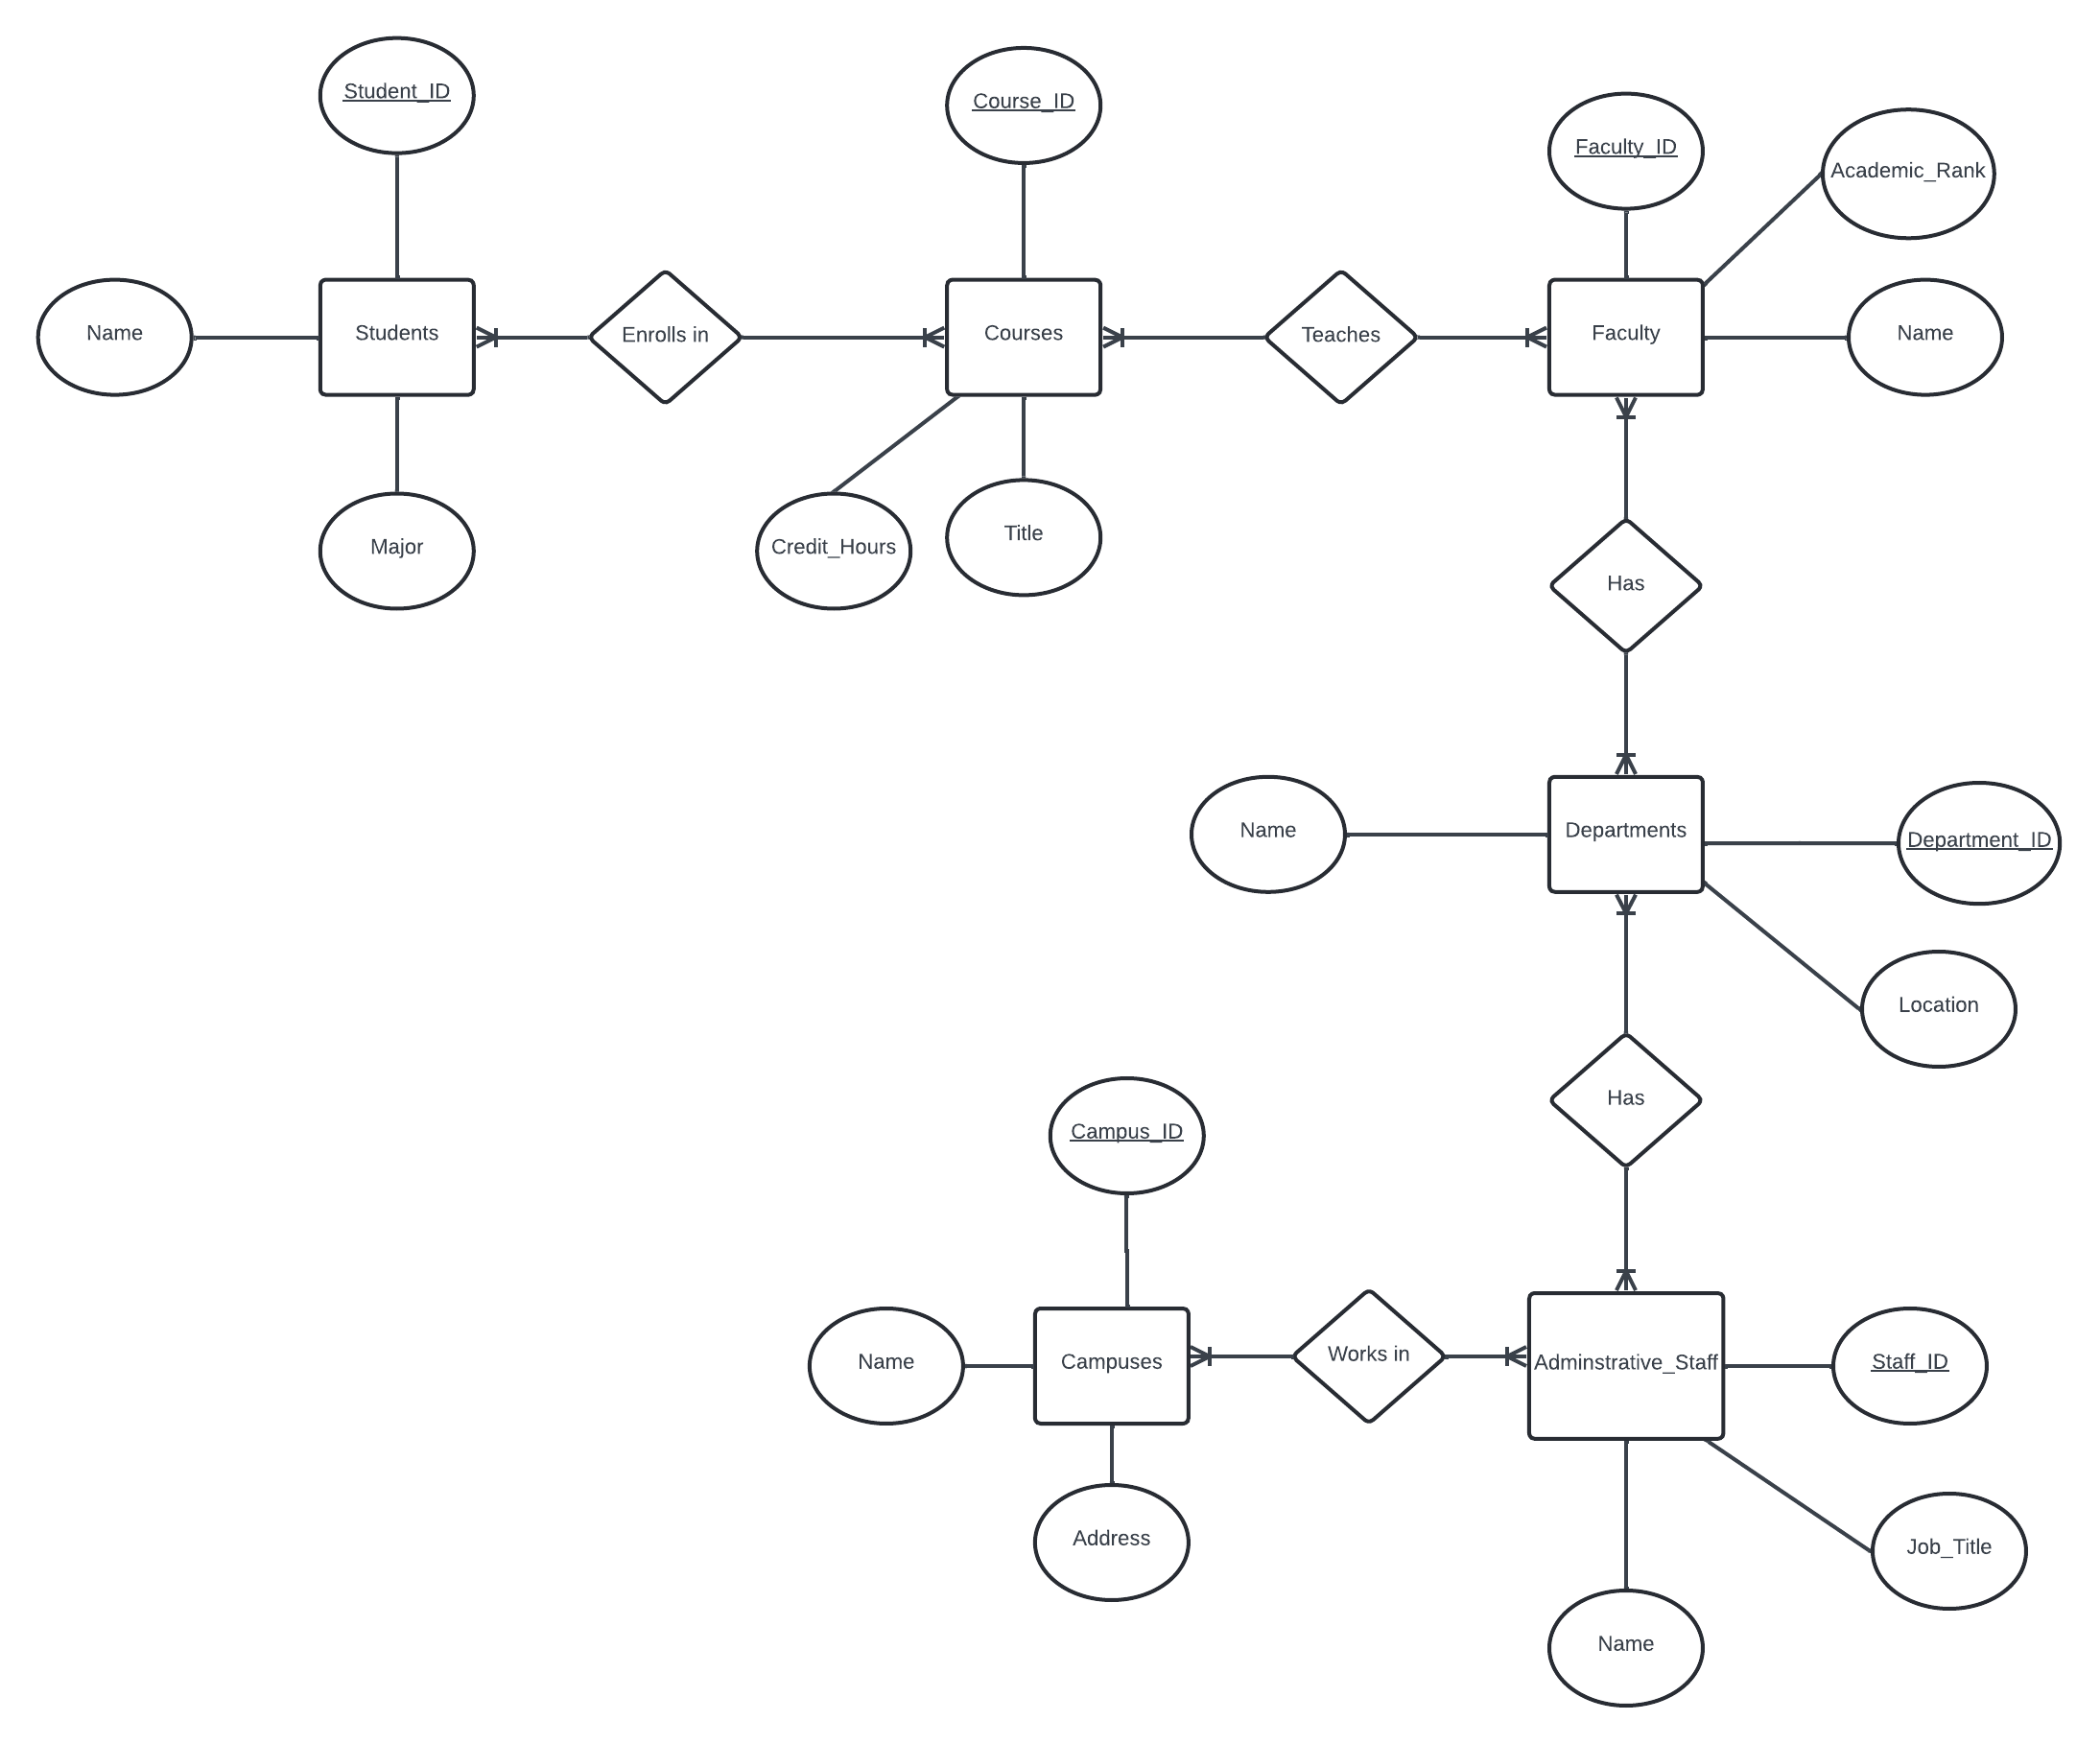 Student_ID
Course_ID
Faculty_ID
Academic_Rank
Name
Students
Enrolls in
Courses
Teaches
Faculty
Name
Major
Credit_Hours
Title
Has
Name
Departments
Department_ID
Location
Has
Campus_ID
Name
Campuses
Works in
Adminstrative_Staff
Staff_ID
Address
Job_Title
Name